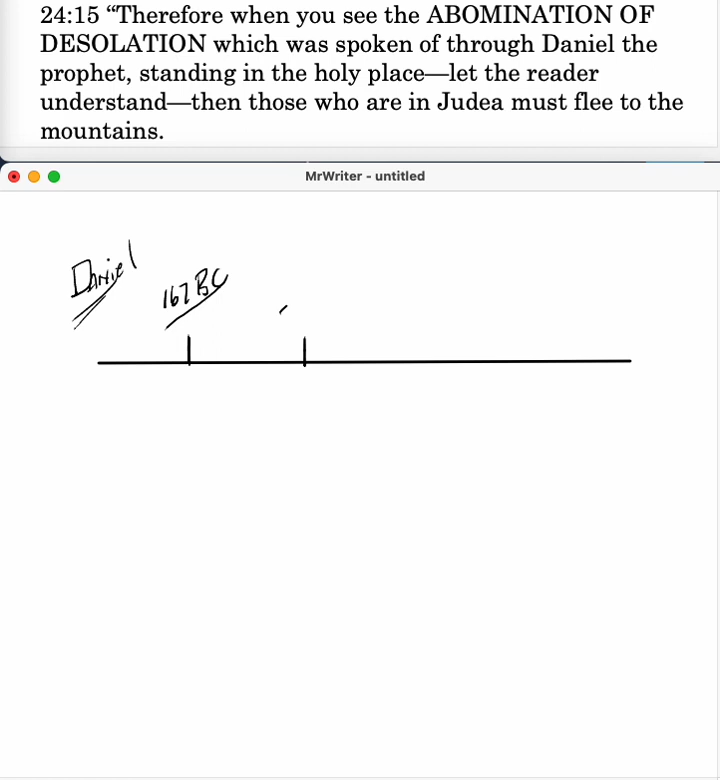 24:15 “Therefore when you see the ABOMINATION OF
DESOLATION which was spoken of through Daniel the
prophet, standing in the holy place—let the reader
understand—then those who are in Judea must flee to the
mountains.
MrWriter - untitled
Daniel
167 BC